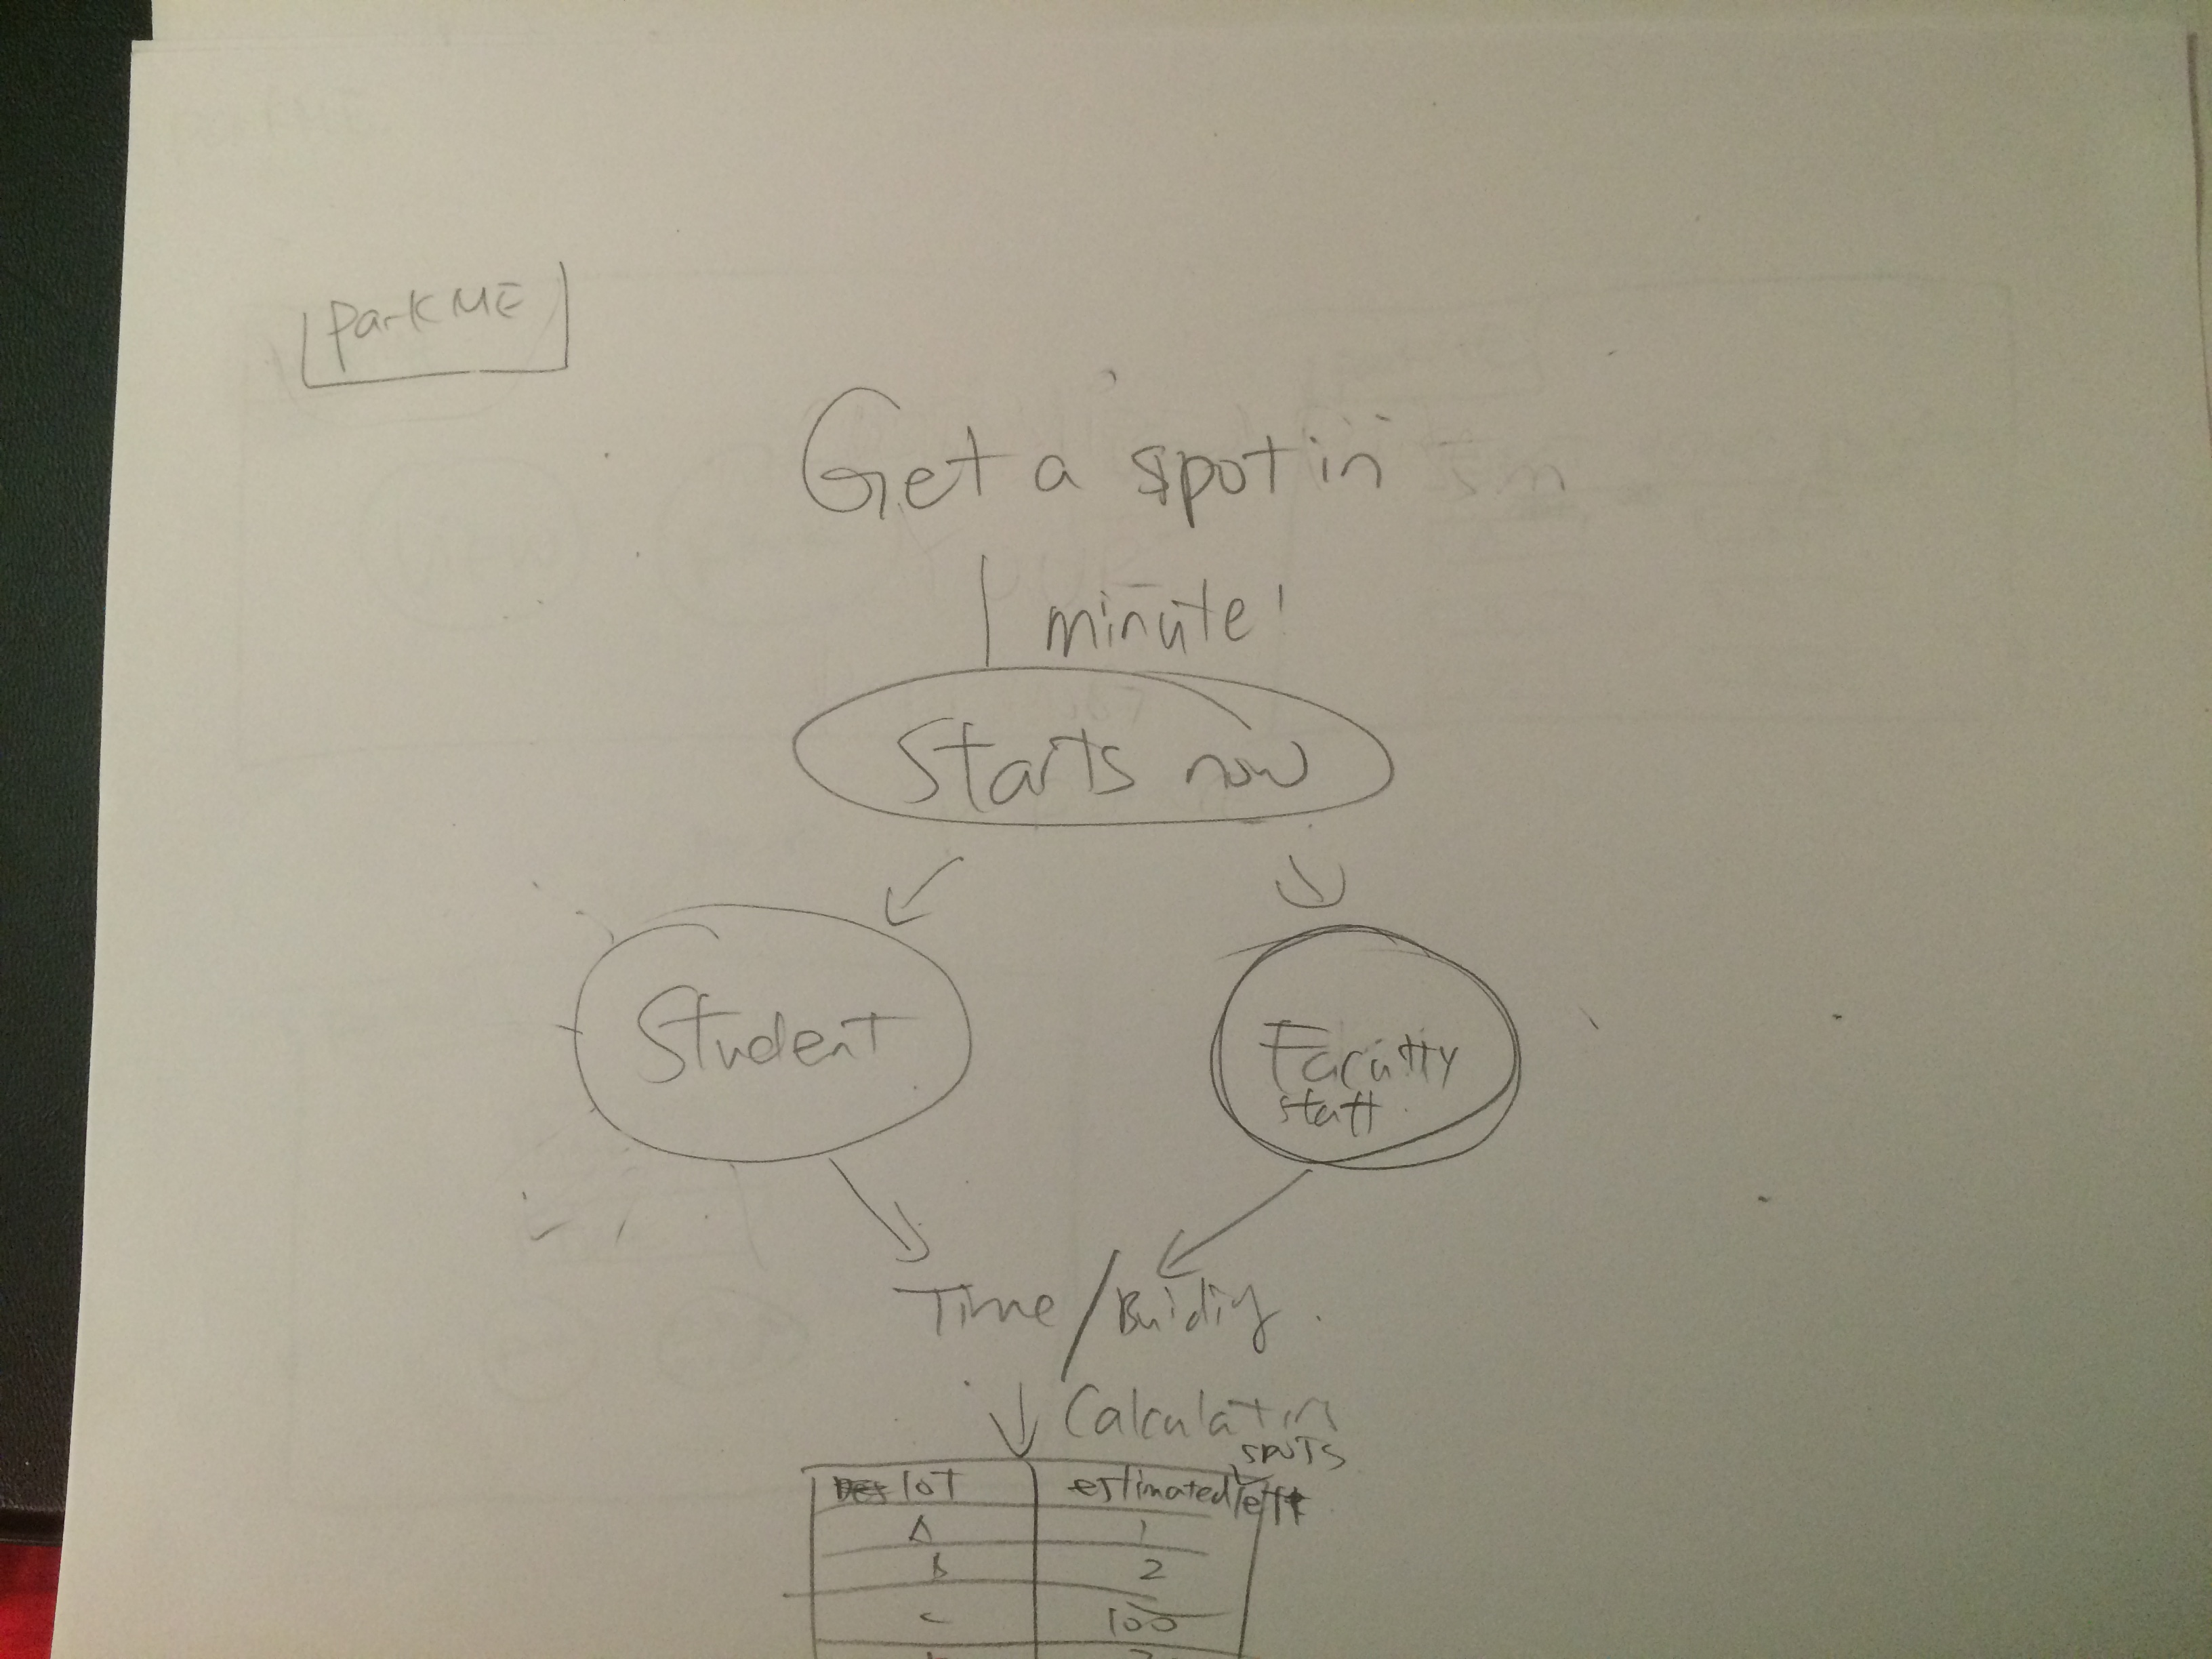 ParkME
Get a spot in
1 minute!
Starts now
Student
Faculity
staff
Time/Building
Calculation
lot
estimated spots left
A
1
B
2
C
100